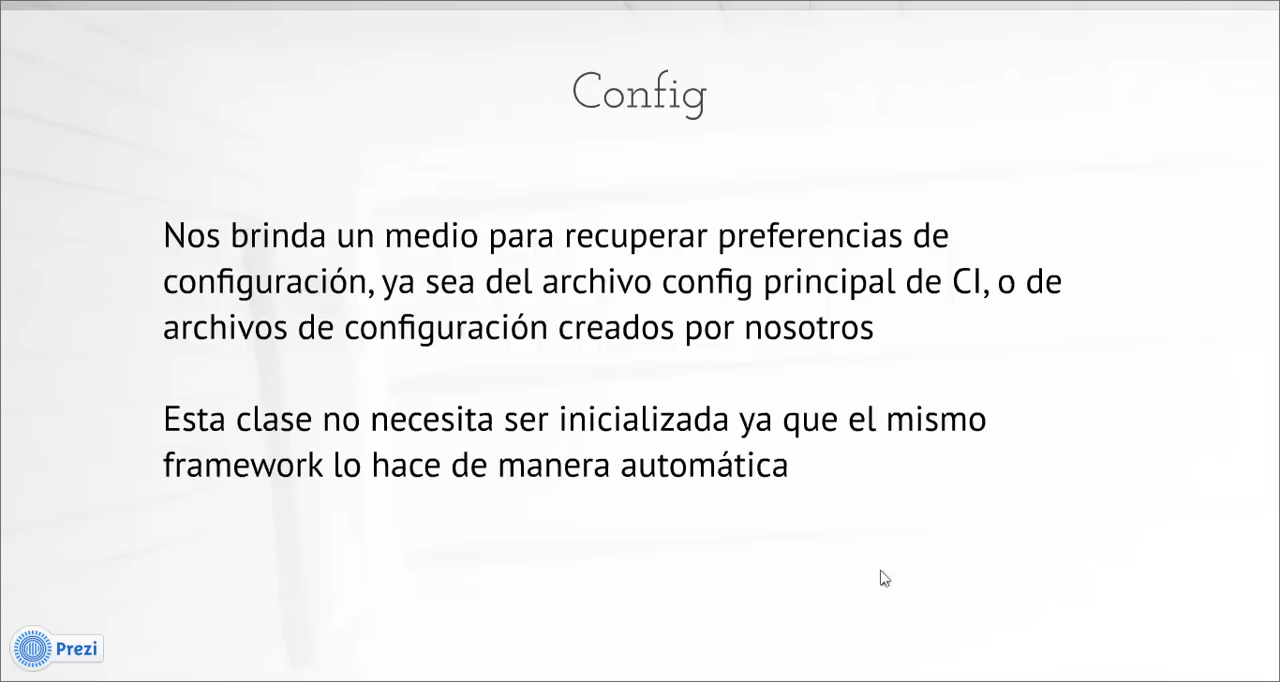 Config
Nos brinda un medio para recuperar preferencias de
configuración, ya sea del archivo config principal de CI, o de
archivos de configuración creados por nosotros
Esta clase no necesita ser inicializada ya que el mismo
framework lo hace de manera automática
Prezi